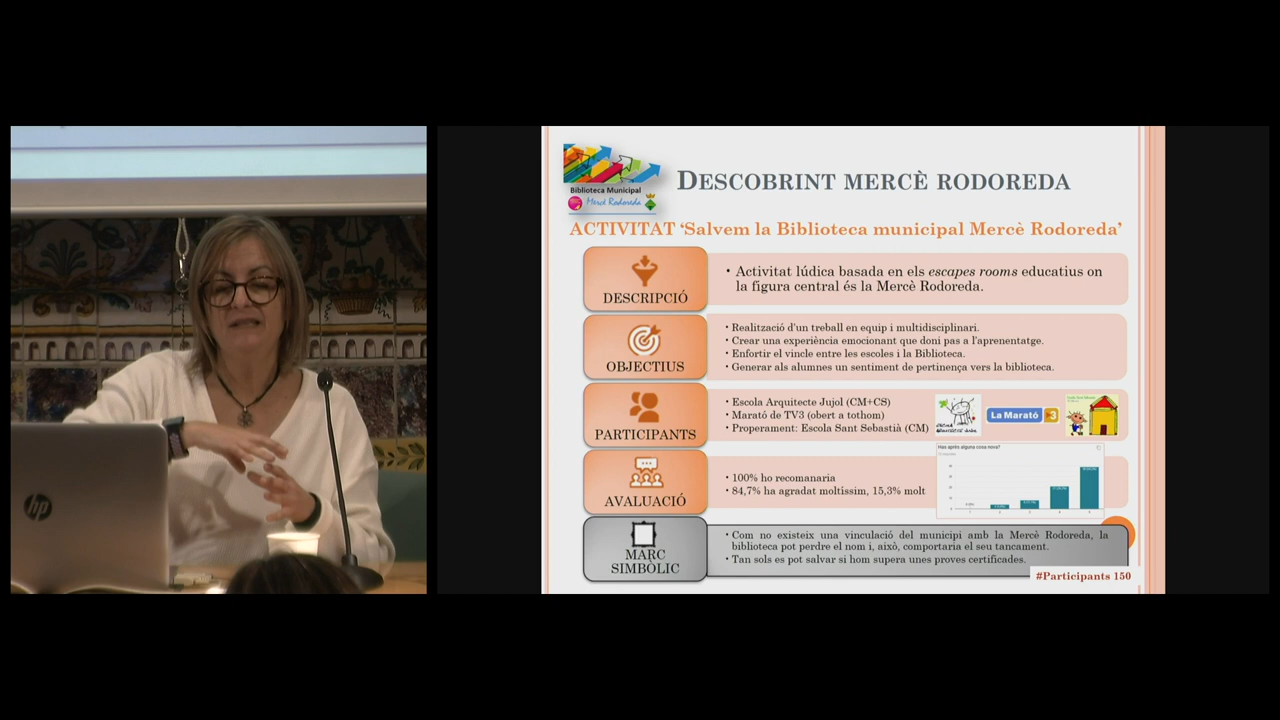 Biblioteca Municipal
Mercè Rodoreda
DESCOBRINT MERCÈ RODOREDA
ACTIVITAT ‘Salvem la Biblioteca municipal Mercè Rodoreda’
DESCRIPCIÓ
• Activitat lúdica basada en els escapes rooms educatius on
la figura central és la Mercè Rodoreda.
OBJECTIUS
• Realització d'un treball en equip i multidisciplinari.
• Crear una experiència emocionant que doni pas a l'aprenentatge.
• Enfortir el vincle entre les escoles i la Biblioteca.
• Generar als alumnes un sentiment de pertinença vers la biblioteca.
PARTICIPANTS
• Escola Arquitecte Jujol (CM+CS)
• Marató de TV3 (obert a tothom)
• Properament: Escola Sant Sebastià (CM)
La Marató 3
AVALUACIÓ
• 100% ho recomanaria
• 84,7% ha agradat moltíssim, 15,3% molt
Has après alguna cosa nova?
MARC
SIMBÒLIC
• Com no existeix una vinculació del municipi amb la Mercè Rodoreda, la
biblioteca pot perdre el nom i, això, comportaria el seu tancament.
• Tan sols es pot salvar si hom supera unes proves certificades.
#Participants 150
hp